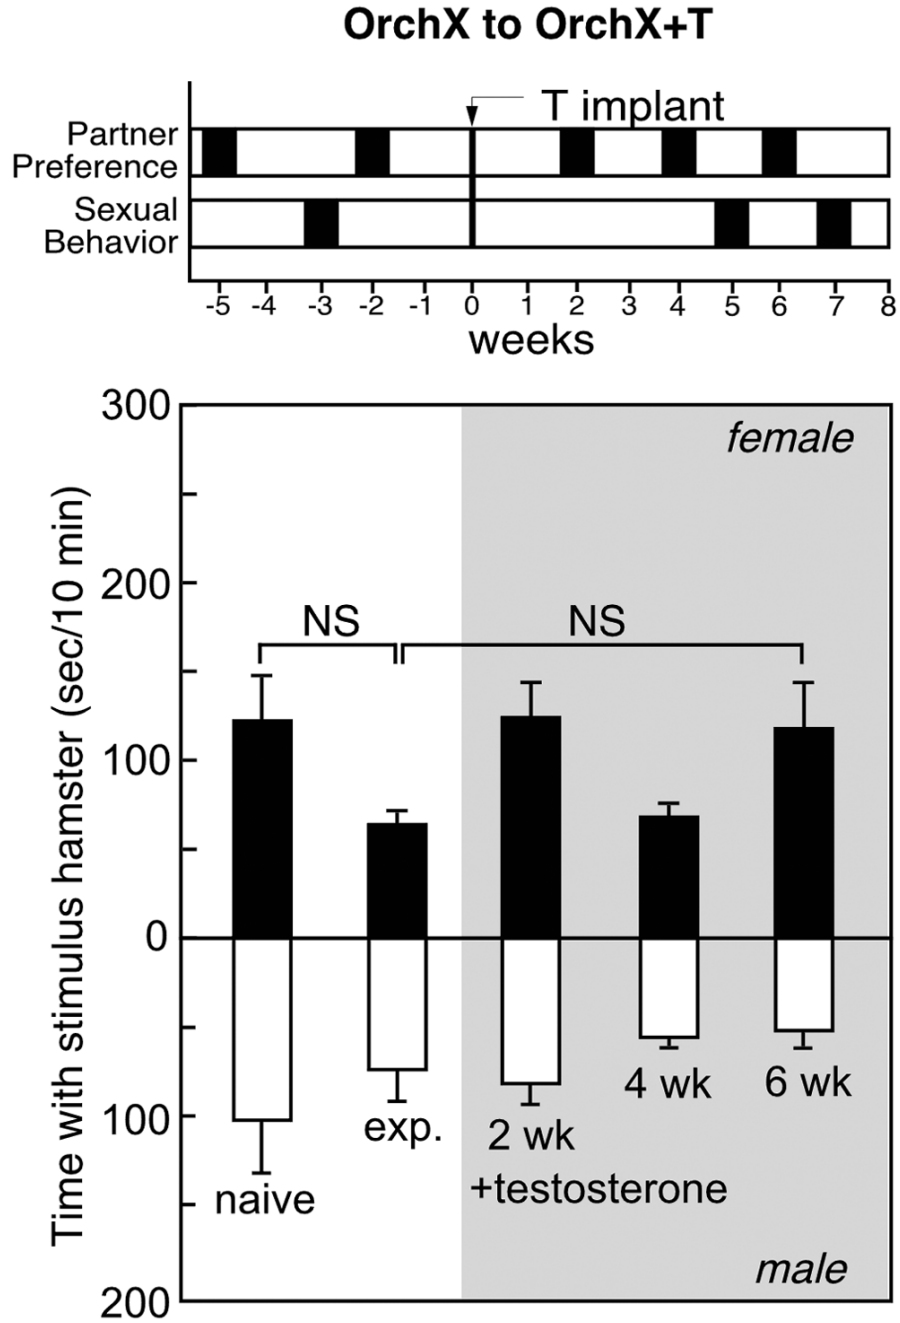 OrchX to OrchX+T
T implant
Partner
Preference
Sexual
Behavior
-5 -4 -3 -2 -1 0 1 2 3 4 5 6 7 8
weeks
Time with stimulus hamster (sec/10 min)
300
200
100
0
100
200
female
NS NS
4 wk 6 wk
exp. 2 wk
naive +testosterone
male